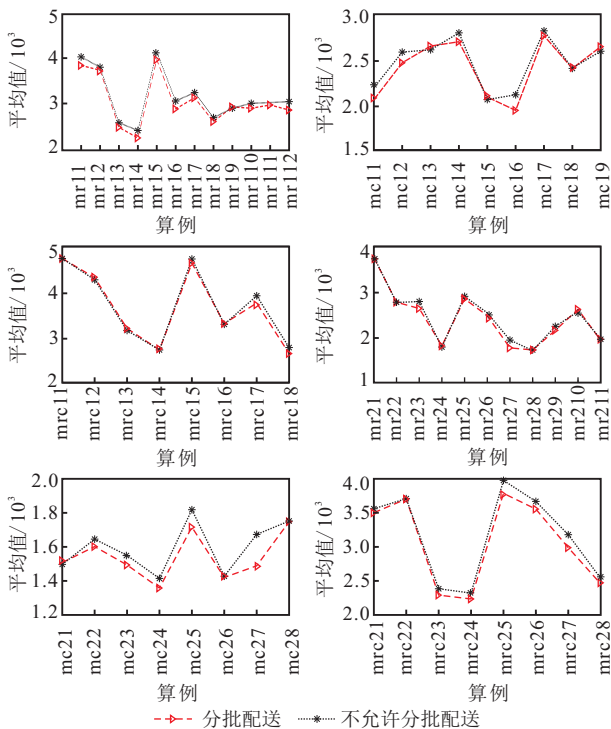 平均值/10³
5
4
3
2
mr11
mr12
mr13
mr14
mr15
mr16
mr17
mr18
mr19
mr110
mr111
mr112
算例
平均值/10³
3.0
2.5
2.0
1.5
mc11
mc12
mc13
mc14
mc15
mc16
mc17
mc18
mc19
算例
平均值/10³
5
4
3
2
mrc11
mrc12
mrc13
mrc14
mrc15
mrc16
mrc17
mrc18
算例
平均值/10³
4
3
2
1
mr21
mr22
mr23
mr24
mr25
mr26
mr27
mr28
mr29
mr210
mr211
算例
平均值/10³
2.0
1.8
1.6
1.4
1.2
mc21
mc22
mc23
mc24
mc25
mc26
mc27
mc28
算例
平均值/10³
4.0
3.5
3.0
2.5
2.0
mrc21
mrc22
mrc23
mrc24
mrc25
mrc26
mrc27
mrc28
算例
分批配送 不允许分批配送